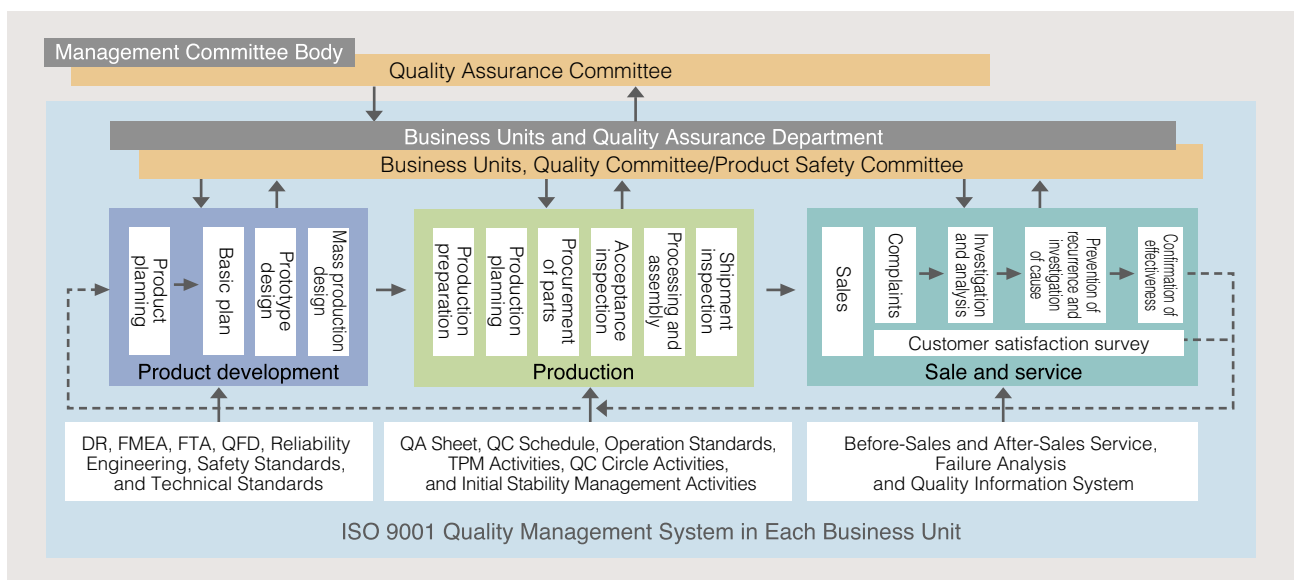 Management Committee Body
Quality Assurance Committee
Business Units and Quality Assurance Department
Business Units, Quality Committee/Product Safety Committee
Product
planning
Basic plan
Prototype
design
Mass production
design
Product development
Production
preparation
Production
planning
Procurement
of parts
Acceptance
inspection
Processing and
assembly
Shipment
inspection
Production
Sales
Complaints
Investigation
and analysis
Prevention of
recurrence and
investigation
of cause
Confirmation of
effectiveness
Customer satisfaction survey
Sale and service
DR, FMEA, FTA, QFD, Reliability
Engineering, Safety Standards,
and Technical Standards
QA Sheet, QC Schedule, Operation Standards,
TPM Activities, QC Circle Activities,
and Initial Stability Management Activities
Before-Sales and After-Sales Service,
Failure Analysis
and Quality Information System
ISO 9001 Quality Management System in Each Business Unit